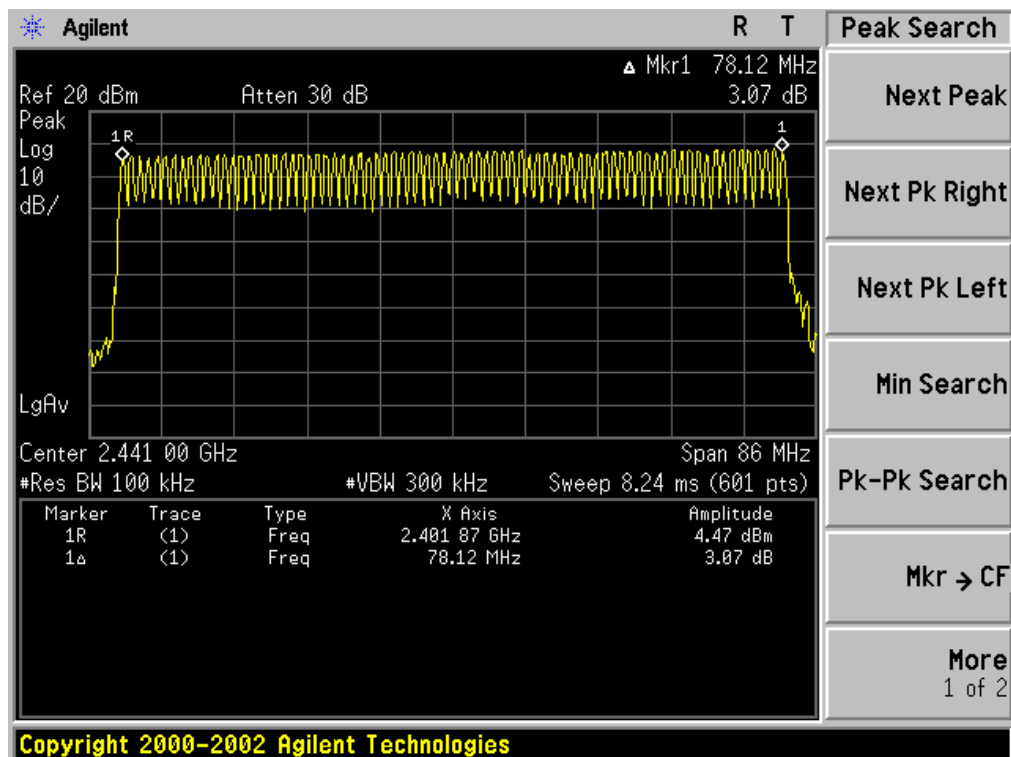 Agilent R T Peak Search
Δ Mkr1 78.12 MHz
Ref 20 dBm Atten 30 dB 3.07 dB
Peak
Log
10
dB/
1R
1
LgAv
Center 2.441 00 GHz Span 86 MHz
#Res BW 100 kHz #VBW 300 kHz Sweep 8.24 ms (601 pts)
Marker Trace Type X Axis Amplitude
1R (1) Freq 2.401 87 GHz 4.47 dBm
1Δ (1) Freq 78.12 MHz 3.07 dB
Next Peak
Next Pk Right
Next Pk Left
Min Search
Pk-Pk Search
Mkr → CF
More
1 of 2
Copyright 2000-2002 Agilent Technologies